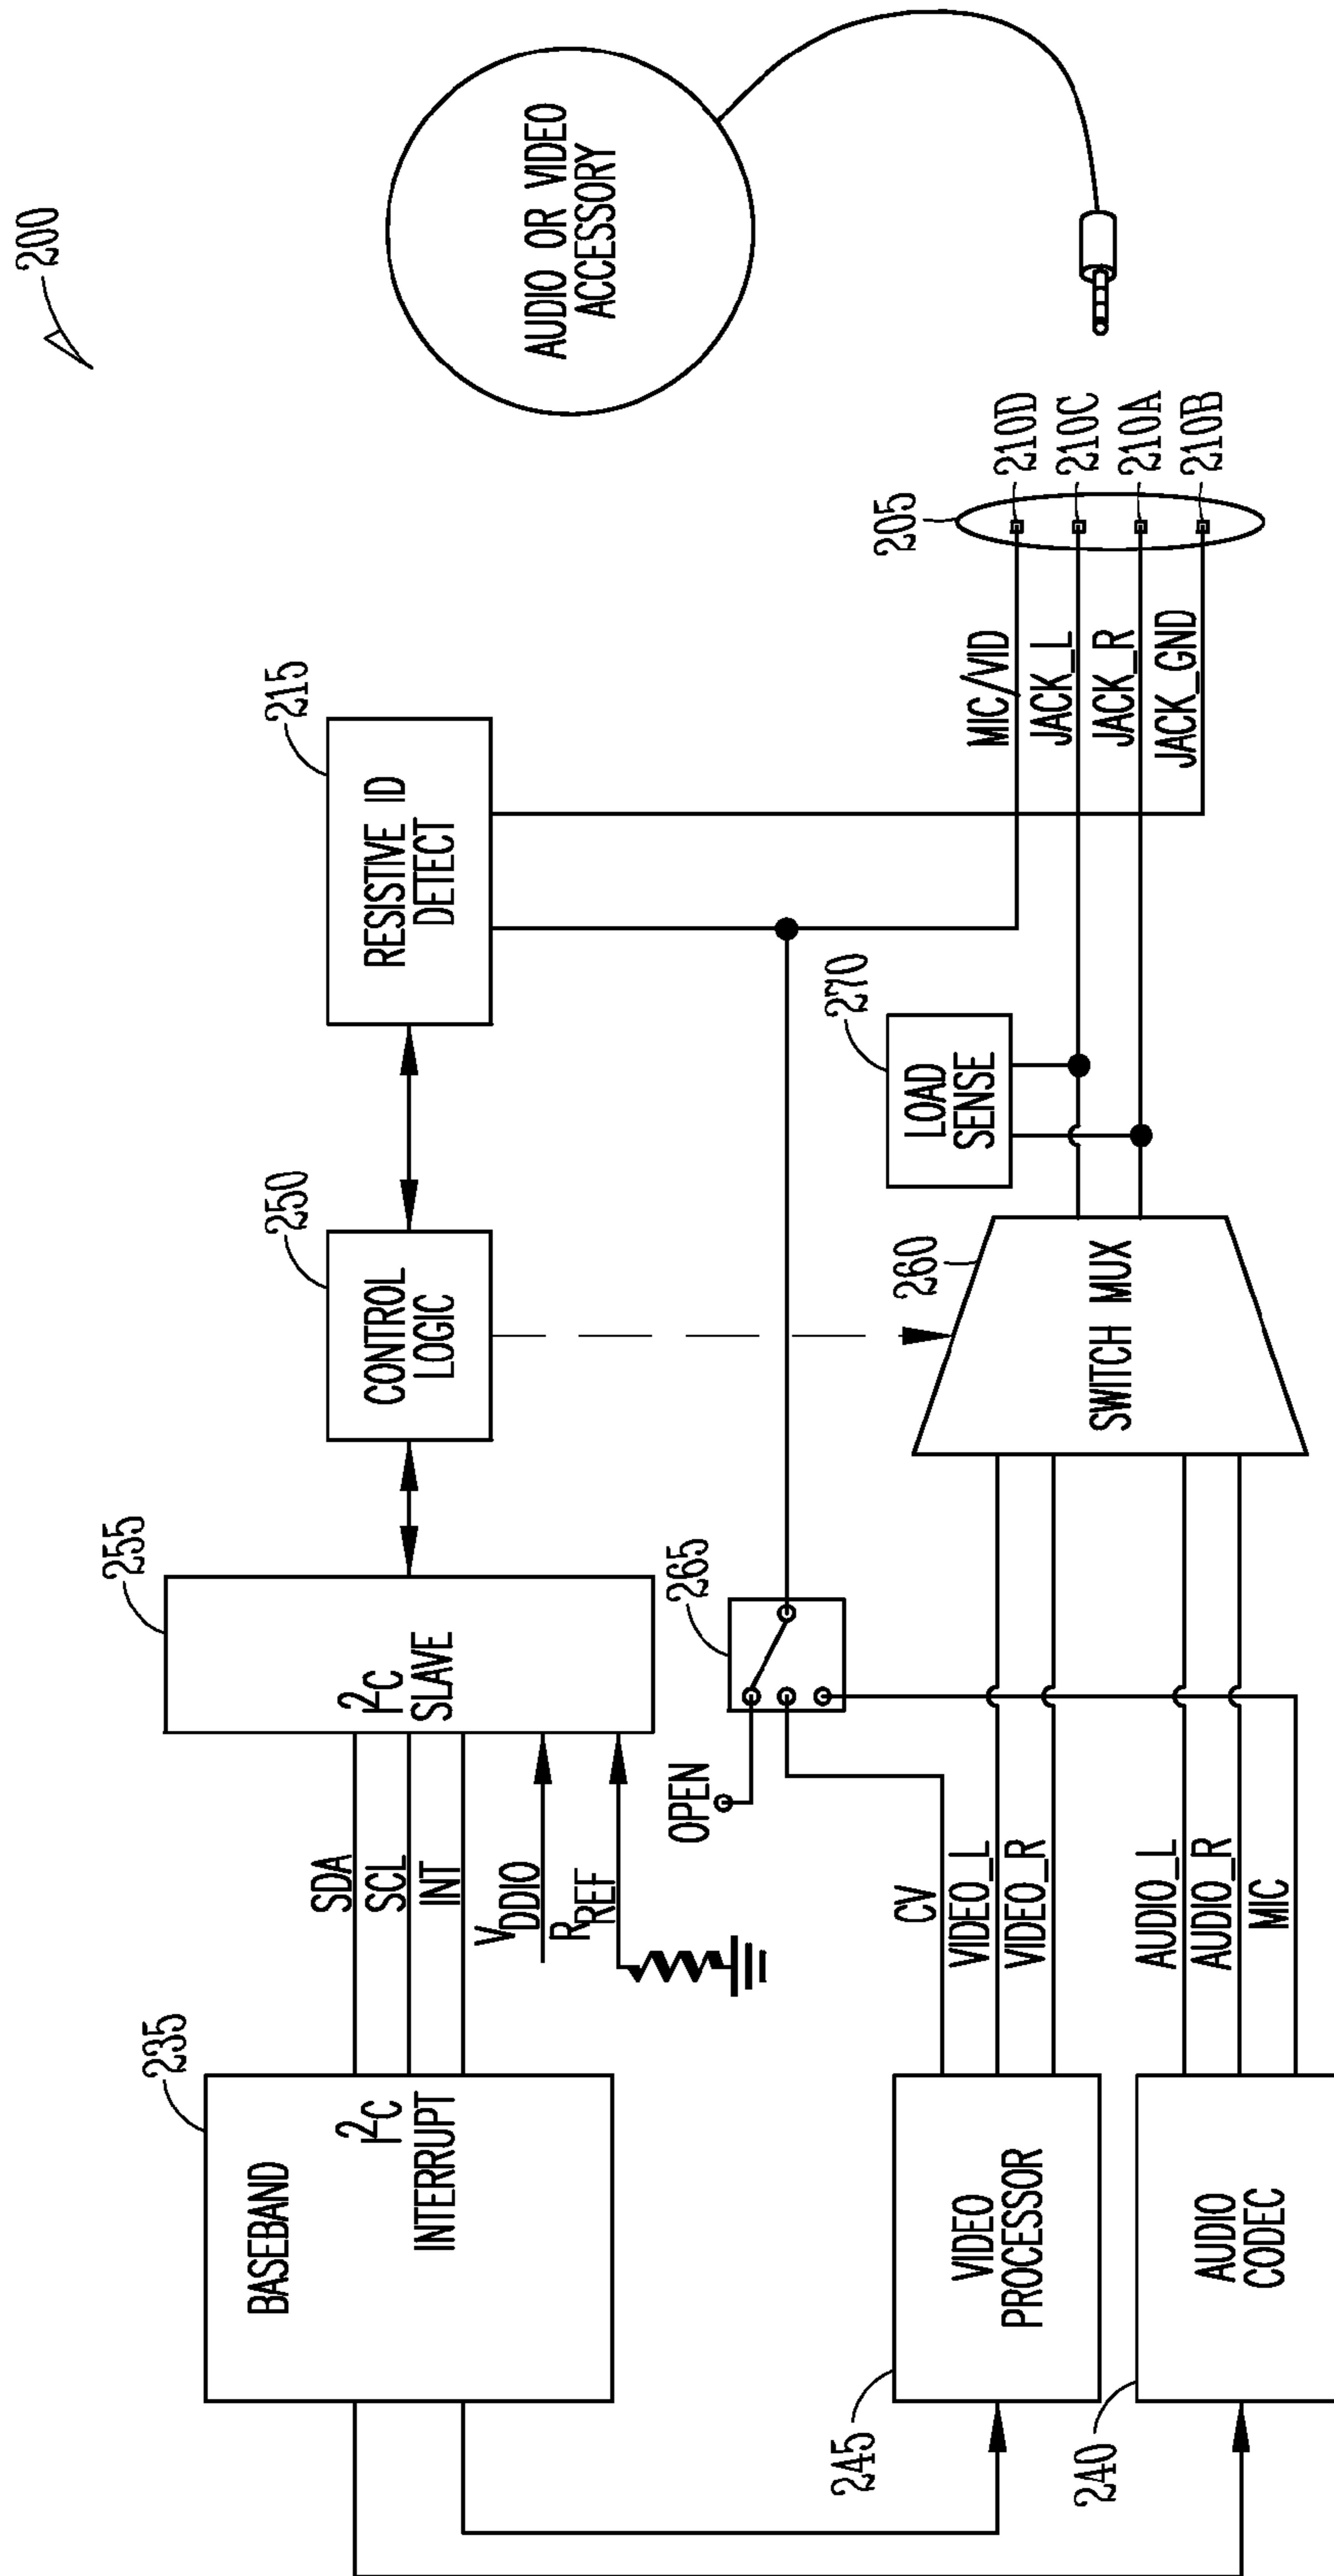 200
235
BASEBAND
I2C
INTERRUPT
SDA
SCL
INT
VDDIO
RREF
255
I2C
SLAVE
250
CONTROL
LOGIC
215
RESISTIVE ID
DETECT
AUDIO OR VIDEO
ACCESSORY
OPEN
265
245
VIDEO
PROCESSOR
CV
VIDEO_L
VIDEO_R
240
AUDIO
CODEC
AUDIO_L
AUDIO_R
MIC
260
SWITCH MUX
270
LOAD
SENSE
MIC/VID
JACK_L
JACK_R
JACK_GND
205
210D
210C
210A
210B